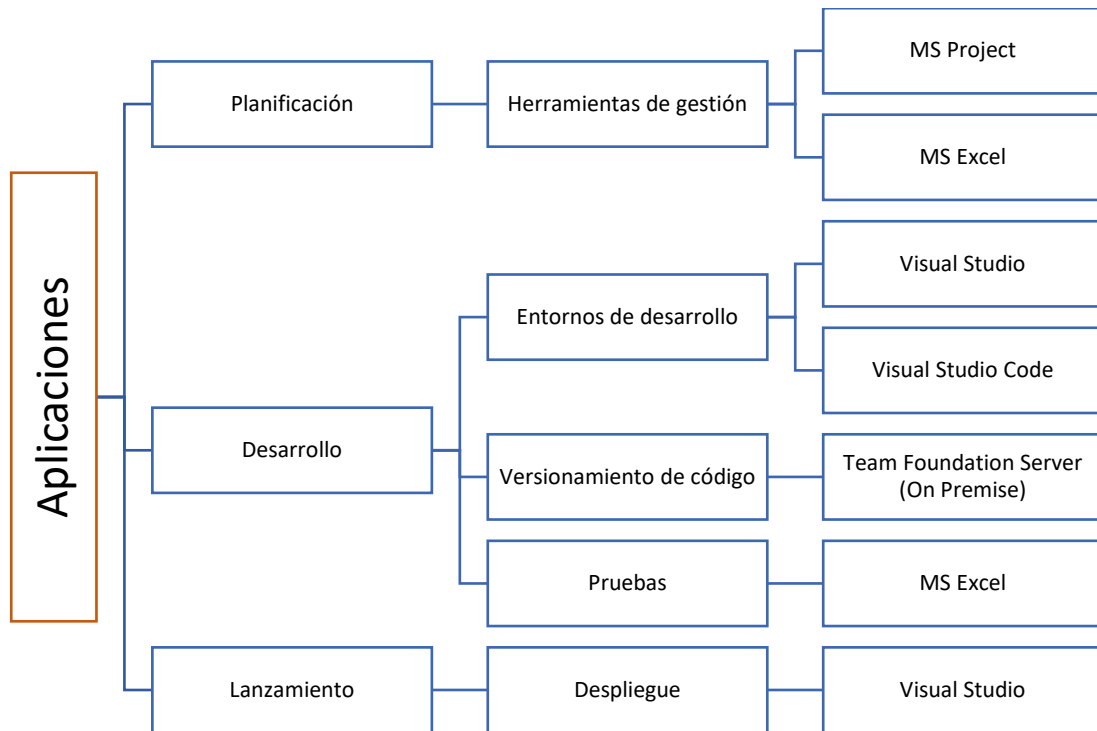 Aplicaciones
Planificación
Herramientas de gestión
MS Project
MS Excel
Desarrollo
Entornos de desarrollo
Visual Studio
Visual Studio Code
Versionamiento de código
Team Foundation Server
(On Premise)
Pruebas
MS Excel
Lanzamiento
Despliegue
Visual Studio